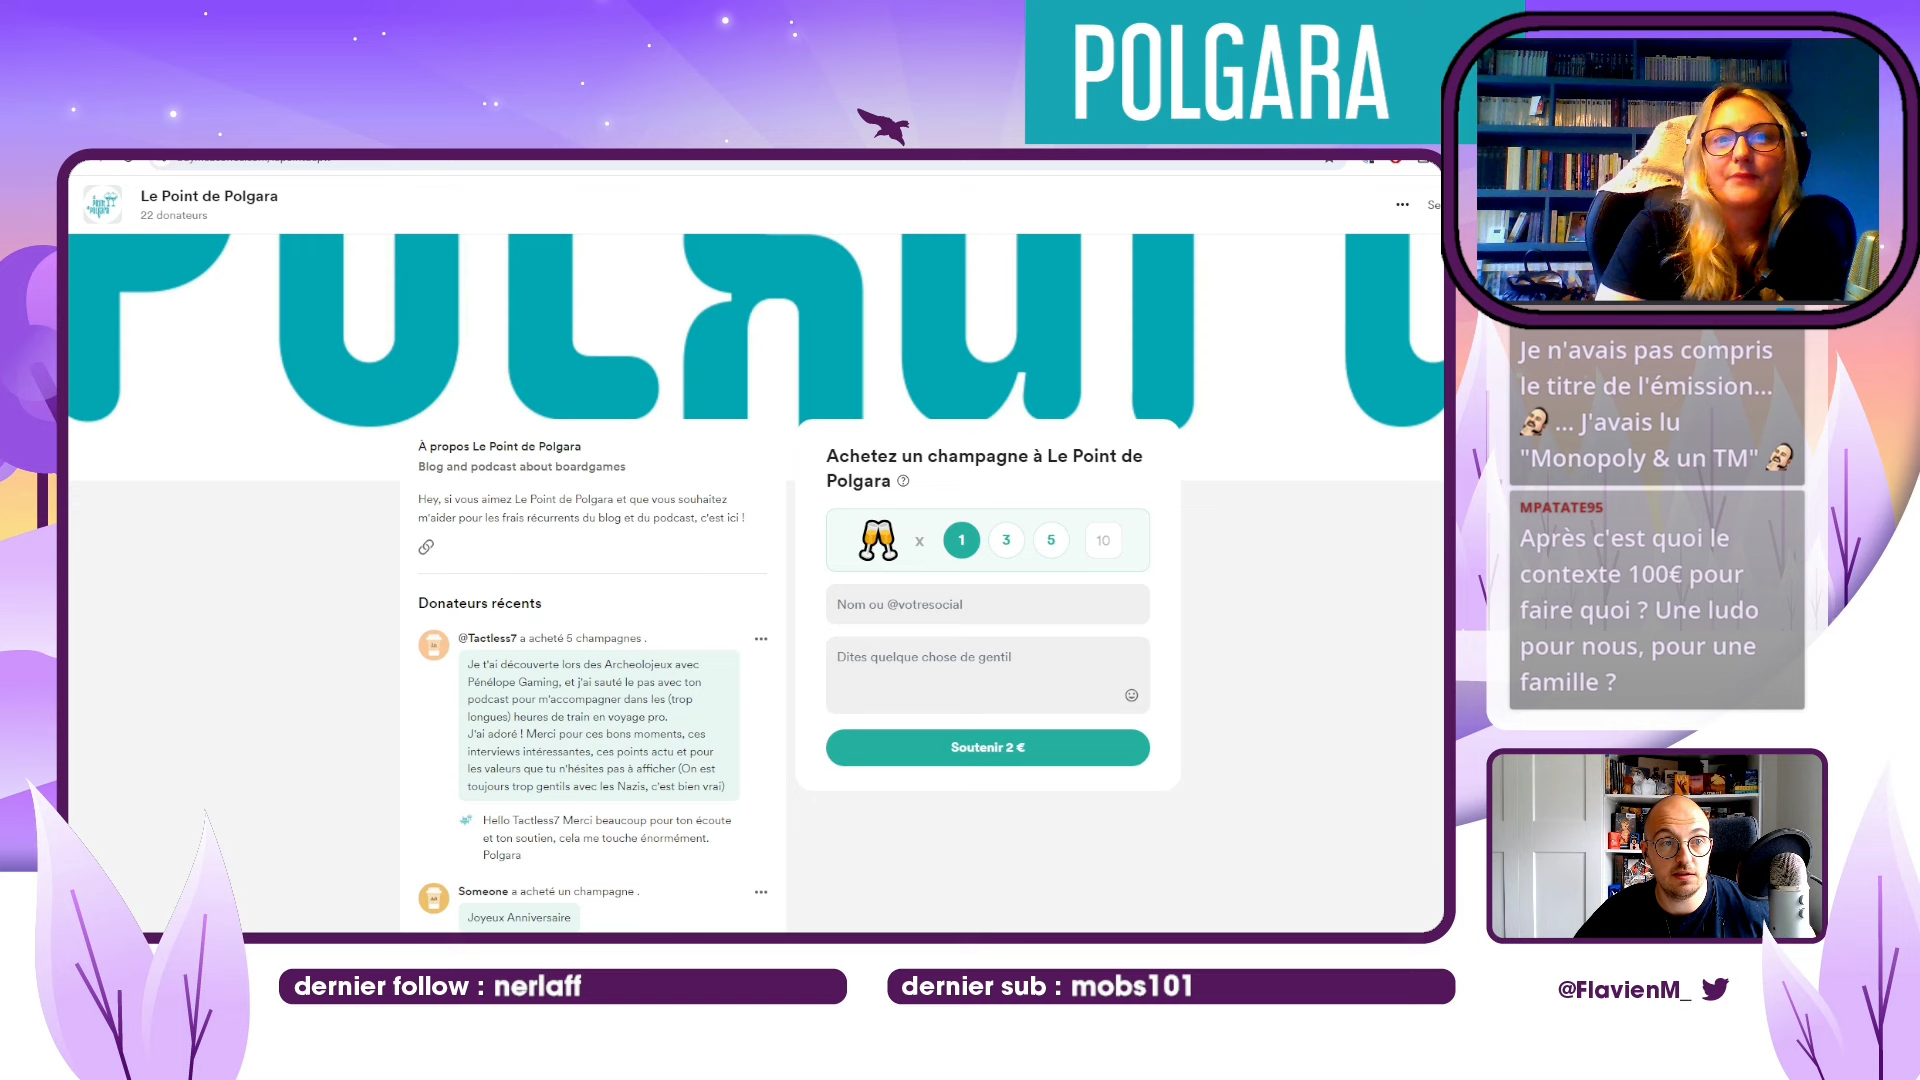 POLGARA
Le Point de Polgara
22 donateurs
Se
À propos Le Point de Polgara
Blog and podcast about boardgames
Hey, si vous aimez Le Point de Polgara et que vous souhaitez
m'aider pour les frais récurrents du blog et du podcast, c'est ici !
Donateurs récents
@Tactless7 a acheté 5 champagnes .
Je t'ai découverte lors des Archeolojeux avec
Pénélope Gaming, et j'ai sauté le pas avec ton
podcast pour m'accompagner dans les (trop
longues) heures de train en voyage pro.
J'ai adoré ! Merci pour ces bons moments, ces
interviews intéressantes, ces points actu et pour
les valeurs que tu n'hésites pas à afficher (On est
toujours trop gentils avec les Nazis, c'est bien vrai)
Hello Tactless7 Merci beaucoup pour ton écoute
et ton soutien, cela me touche énormément.
Polgara
Someone a acheté un champagne .
Joyeux Anniversaire
Achetez un champagne à Le Point de
Polgara
x 1 3 5 10
Nom ou @votresocial
Dites quelque chose de gentil
Soutenir 2 €
Je n'avais pas compris
le titre de l'émission...
... J'avais lu
"Monopoly & un TM"
MPATATE95
Après c'est quoi le
contexte 100€ pour
faire quoi ? Une ludo
pour nous, pour une
famille ?
dernier follow : nerlaff
dernier sub : mobs101
@FlavienM_